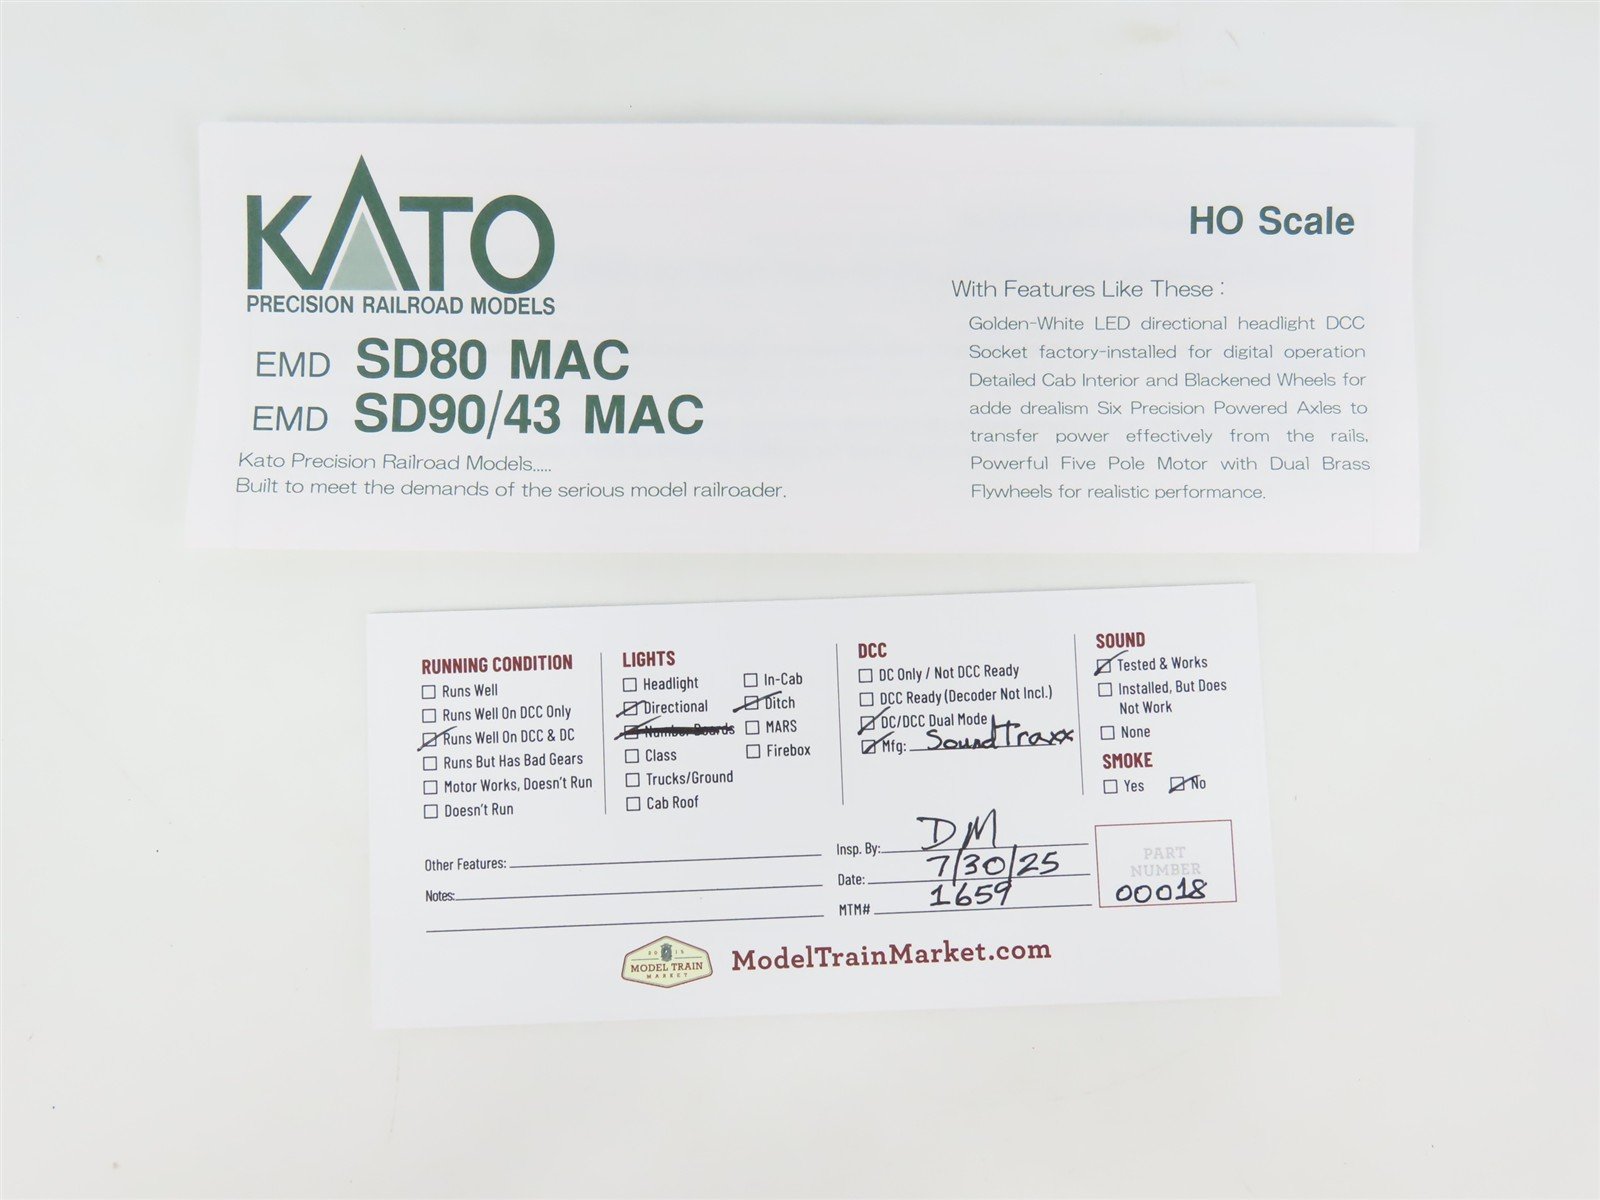 KATO
PRECISION RAILROAD MODELS
EMD SD80 MAC
EMD SD90/43 MAC
Kato Precision Railroad Models.....
Built to meet the demands of the serious model railroader.
HO Scale
With Features Like These :
Golden-White LED directional headlight DCC
Socket factory-installed for digital operation
Detailed Cab Interior and Blackened Wheels for
adde drealism Six Precision Powered Axles to
transfer power effectively from the rails,
Powerful Five Pole Motor with Dual Brass
Flywheels for realistic performance.
RUNNING CONDITION
Runs Well
Runs Well On DCC Only
Runs Well On DCC & DC
Runs But Has Bad Gears
Motor Works, Doesn't Run
Doesn't Run
LIGHTS
Headlight
Directional
Number Boards
Class
Trucks/Ground
Cab Roof
In-Cab
Ditch
MARS
Firebox
DCC
DC Only / Not DCC Ready
DCC Ready (Decoder Not Incl.)
DC/DCC Dual Mode
Mfg: SoundTraxx
SOUND
Tested & Works
Installed, But Does
Not Work
None
SMOKE
Yes No
Other Features:
Notes:
Insp. By: DM
Date: 7/30/25
MTM# 1659
PART
NUMBER
00018
2015
MODEL TRAIN
MARKET
ModelTrainMarket.com